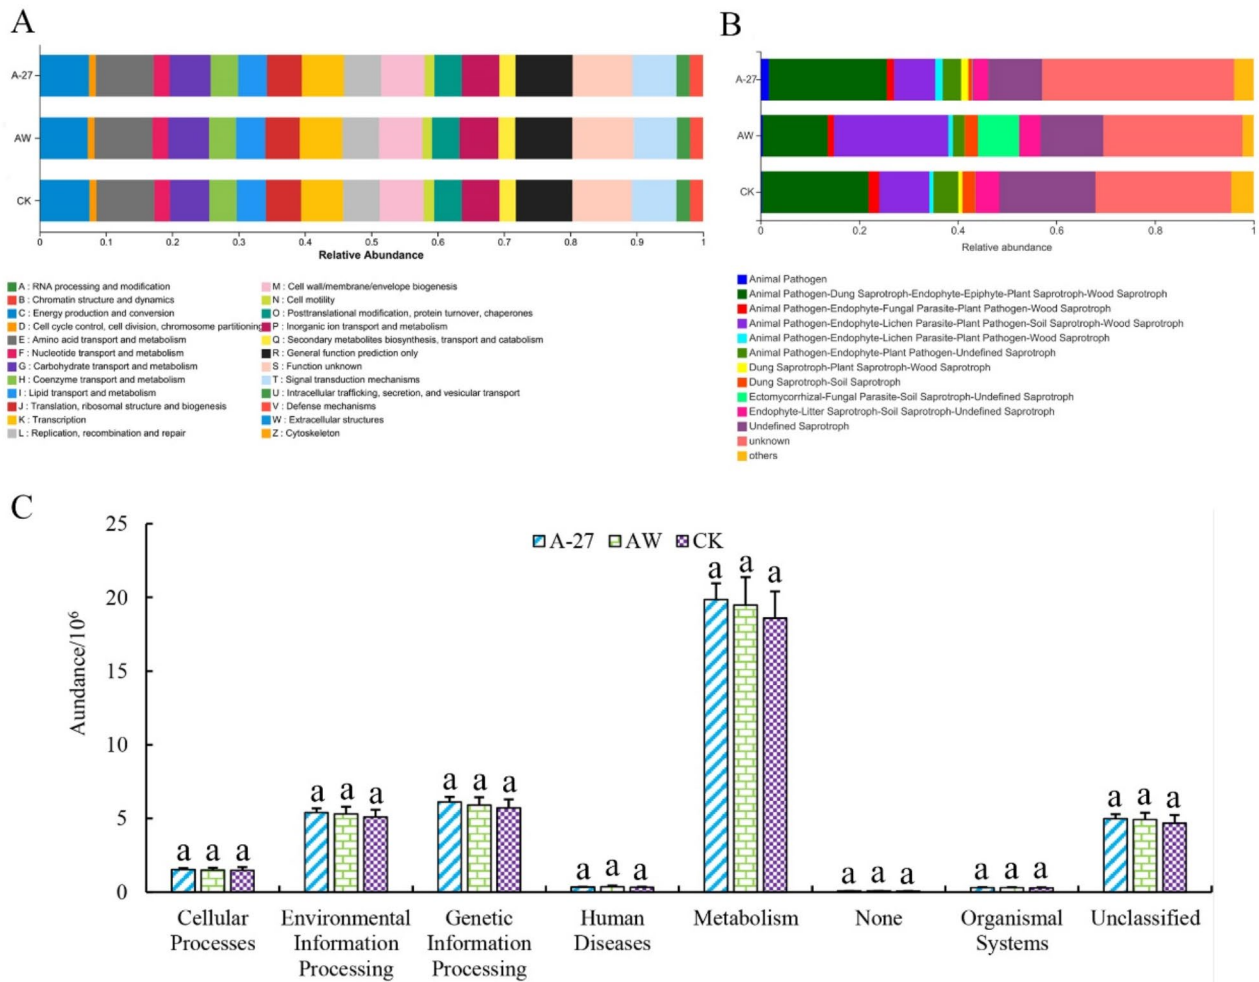 A
A-27
AW
CK
0 0.1 0.2 0.3 0.4 0.5 0.6 0.7 0.8 0.9 1
Relative Abundance
A : RNA processing and modification
B : Chromatin structure and dynamics
C : Energy production and conversion
D : Cell cycle control, cell division, chromosome partitioning
E : Amino acid transport and metabolism
F : Nucleotide transport and metabolism
G : Carbohydrate transport and metabolism
H : Coenzyme transport and metabolism
I : Lipid transport and metabolism
J : Translation, ribosomal structure and biogenesis
K : Transcription
L : Replication, recombination and repair
M : Cell wall/membrane/envelope biogenesis
N : Cell motility
O : Posttranslational modification, protein turnover, chaperones
P : Inorganic ion transport and metabolism
Q : Secondary metabolites biosynthesis, transport and catabolism
R : General function prediction only
S : Function unknown
T : Signal transduction mechanisms
U : Intracellular trafficking, secretion, and vesicular transport
V : Defense mechanisms
W : Extracellular structures
Z : Cytoskeleton
B
A-27
AW
CK
0 0.2 0.4 0.6 0.8 1
Relative abundance
Animal Pathogen
Animal Pathogen-Dung Saprotroph-Endophyte-Epiphyte-Plant Saprotroph-Wood Saprotroph
Animal Pathogen-Endophyte-Fungal Parasite-Plant Pathogen-Wood Saprotroph
Animal Pathogen-Endophyte-Lichen Parasite-Plant Pathogen-Soil Saprotroph-Wood Saprotroph
Animal Pathogen-Endophyte-Lichen Parasite-Plant Pathogen-Wood Saprotroph
Animal Pathogen-Endophyte-Plant Pathogen-Undefined Saprotroph
Dung Saprotroph-Plant Saprotroph-Wood Saprotroph
Dung Saprotroph-Soil Saprotroph
Ectomycorrhizal-Fungal Parasite-Soil Saprotroph-Undefined Saprotroph
Endophyte-Litter Saprotroph-Soil Saprotroph-Undefined Saprotroph
Undefined Saprotroph
unknown
others
C
Aundance/10⁶
25
20
15
10
5
0
A-27 AW CK
a a a
a a a
a a a
a a a
a a a
a a a
a a a
a a a
Cellular
Processes
Environmental
Information
Processing
Genetic
Information
Processing
Human
Diseases
Metabolism
None
Organismal
Systems
Unclassified